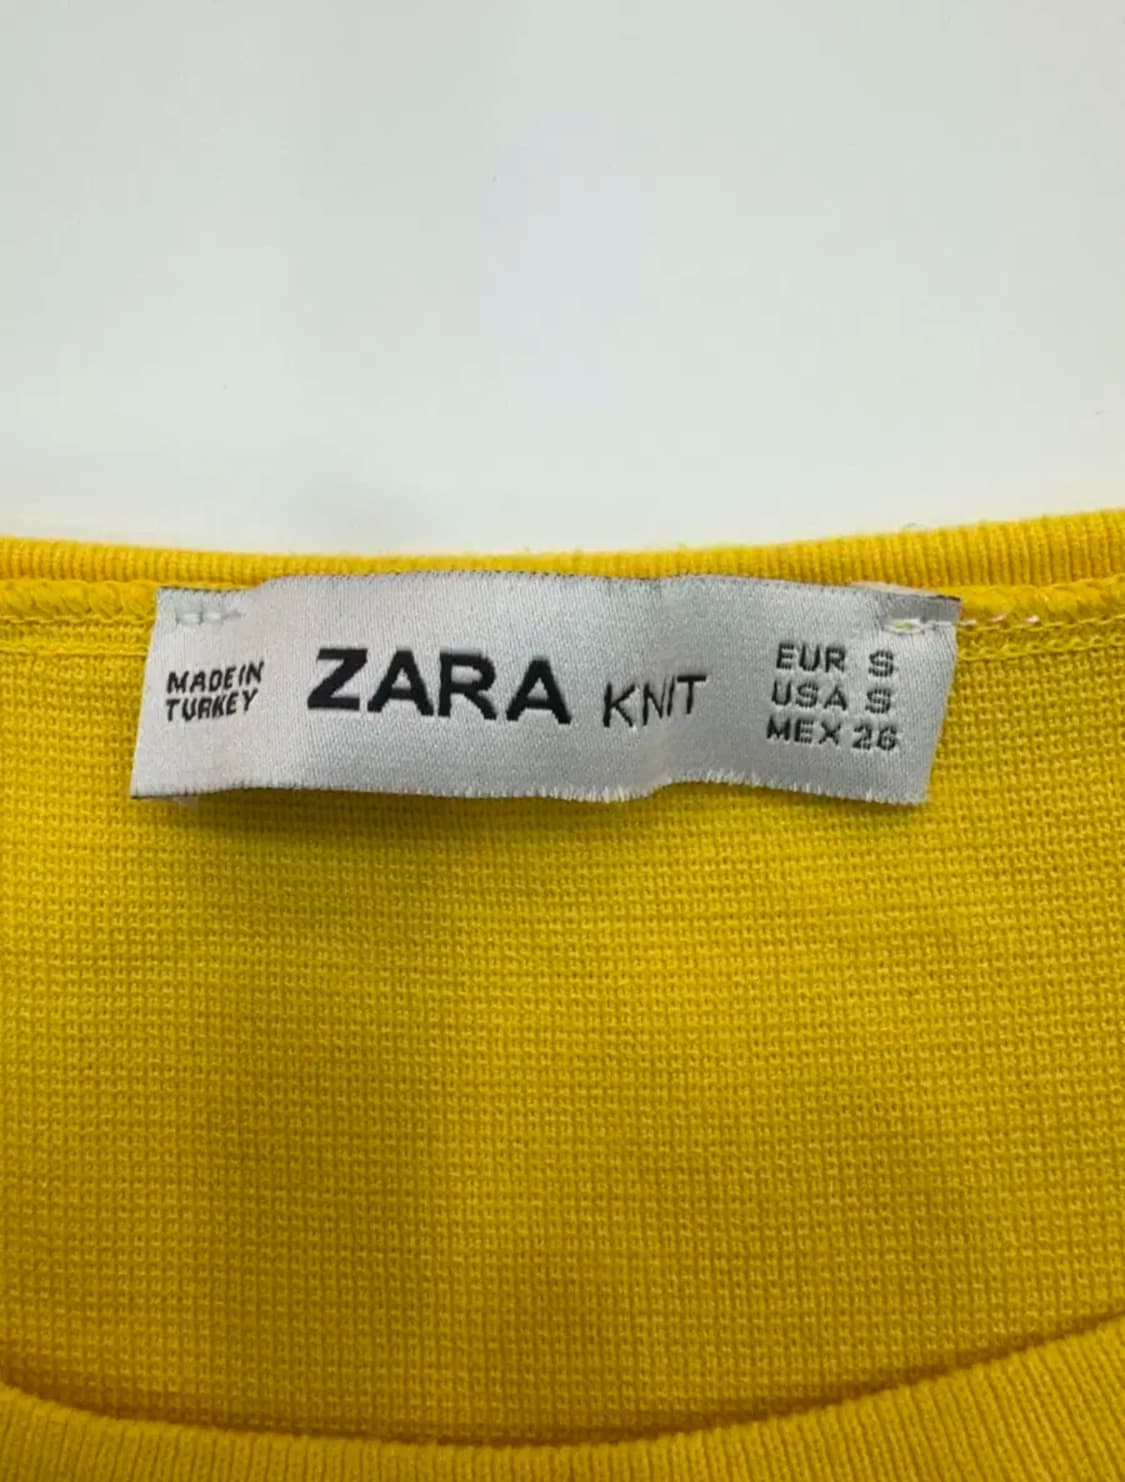 MADE IN
TURKEY
ZARA KNIT
EUR S
USA S
MEX 26